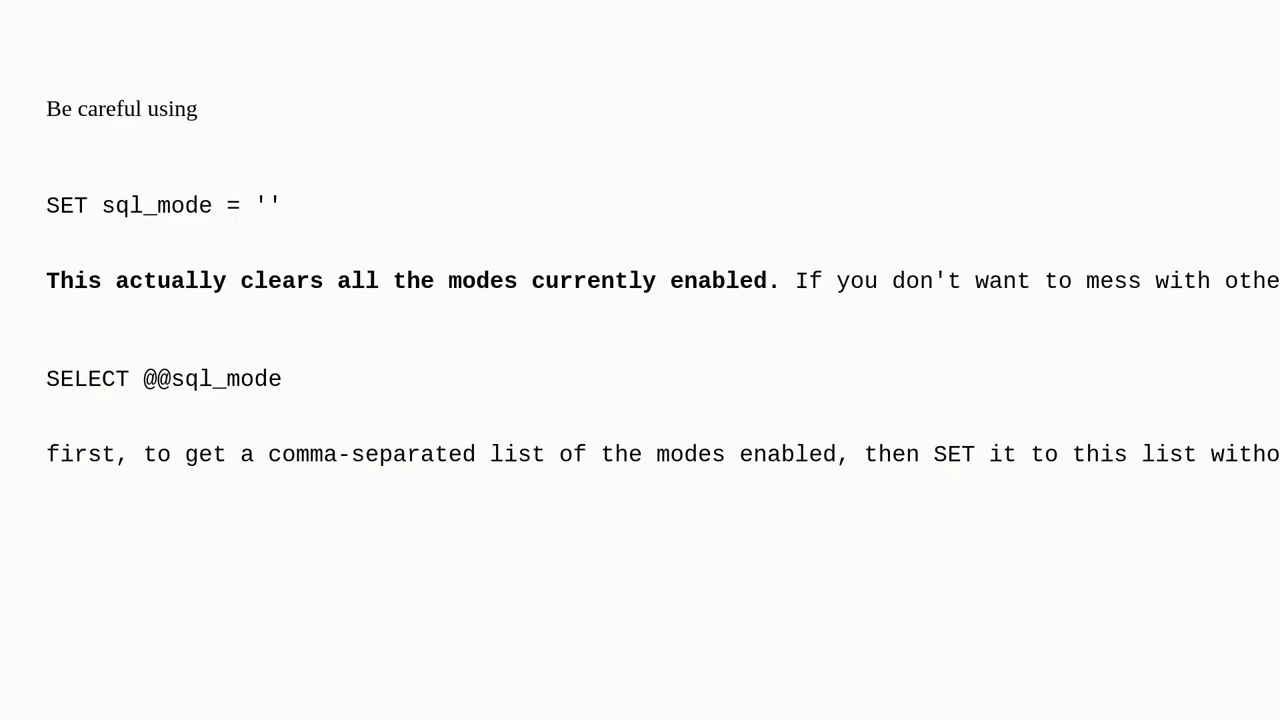 Be careful using
SET sql_mode = ''
This actually clears all the modes currently enabled. If you don't want to mess with
SELECT @@sql_mode
first, to get a comma-separated list of the modes enabled, then SET it to this list